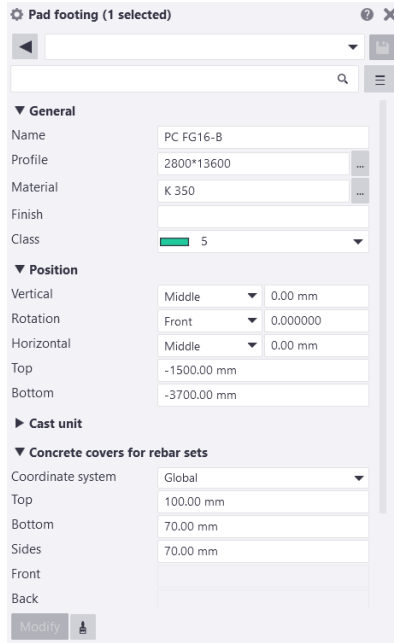 Pad footing (1 selected)
General
Name PC FG16-B
Profile 2800*13600 ...
Material K 350 ...
Finish
Class 5
Position
Vertical Middle 0.00 mm
Rotation Front 0.000000
Horizontal Middle 0.00 mm
Top -1500.00 mm
Bottom -3700.00 mm
Cast unit
Concrete covers for rebar sets
Coordinate system Global
Top 100.00 mm
Bottom 70.00 mm
Sides 70.00 mm
Front
Back
Modify